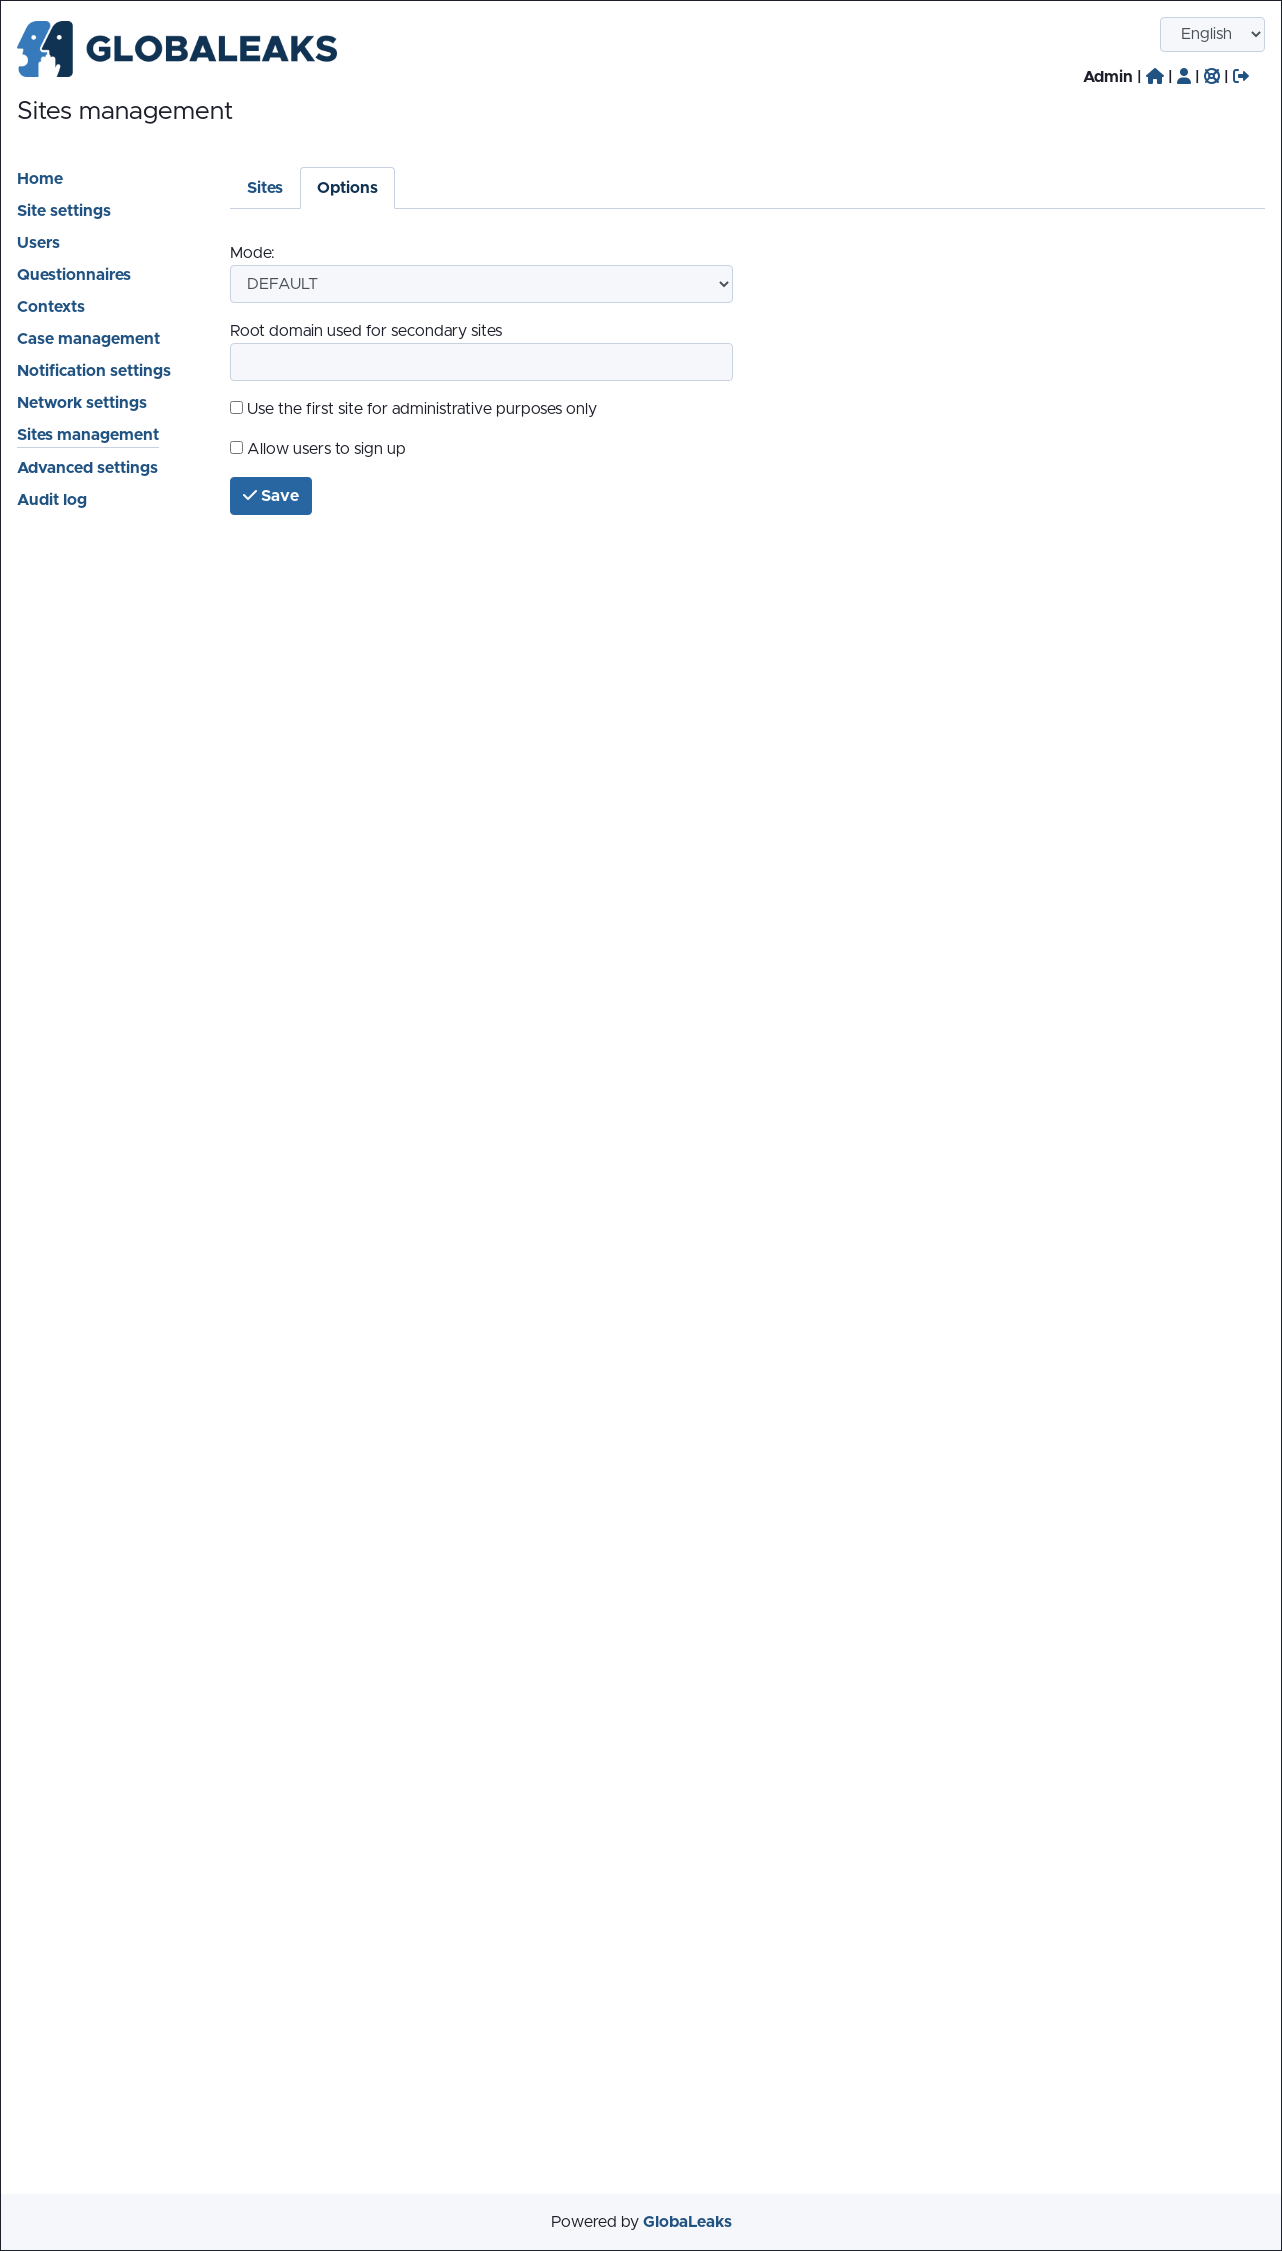 GLOBALEAKS
English
Admin | | | |
Sites management
Home
Site settings
Users
Questionnaires
Contexts
Case management
Notification settings
Network settings
Sites management
Advanced settings
Audit log
Sites Options
Mode:
DEFAULT
Root domain used for secondary sites
Use the first site for administrative purposes only
Allow users to sign up
Save
Powered by GlobaLeaks